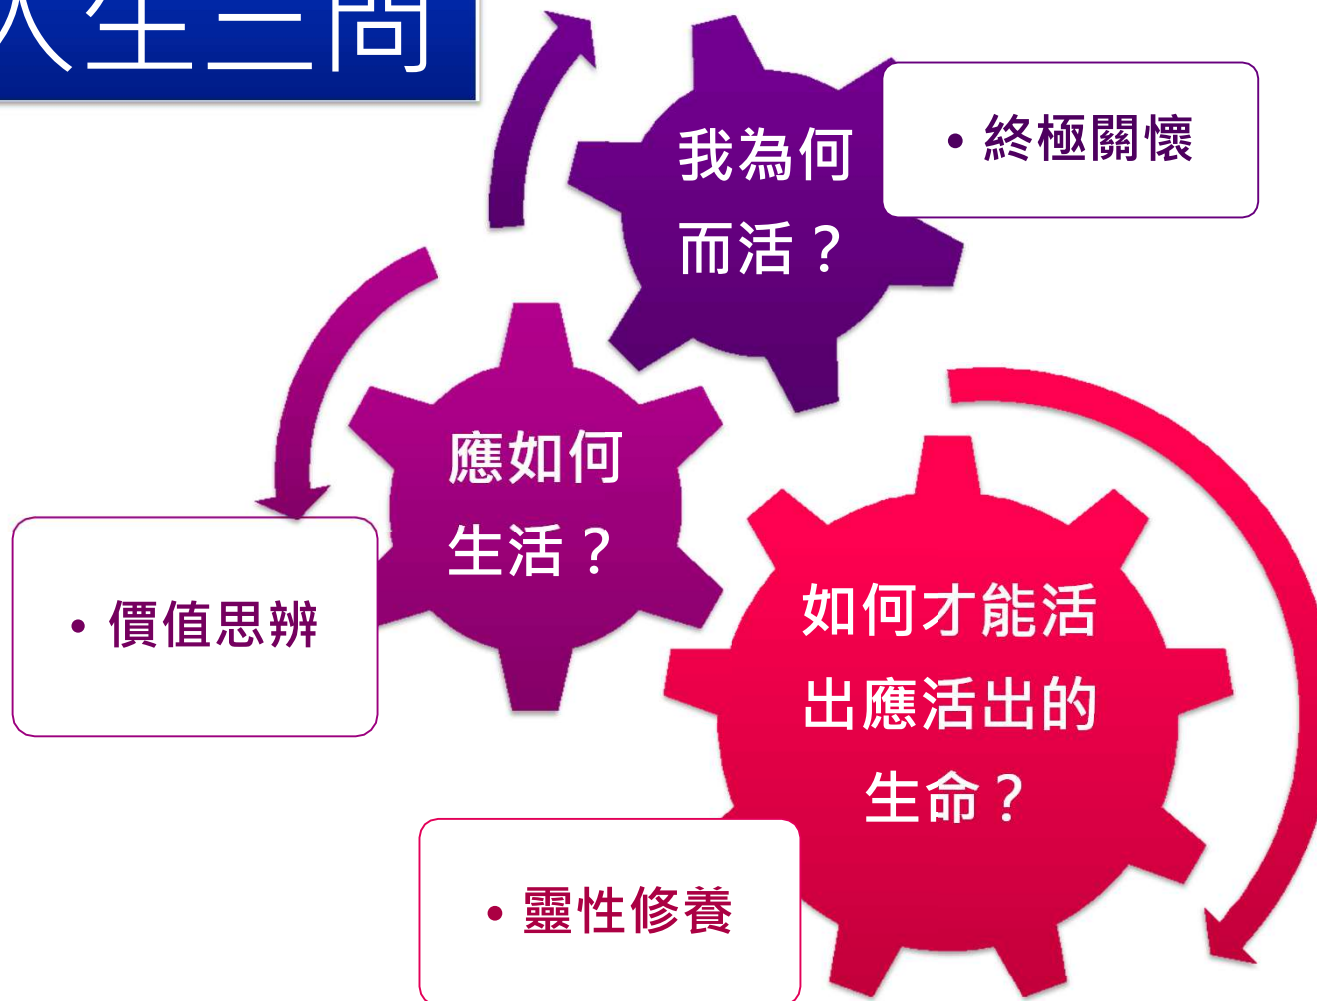 人生三問
我為何
而活？
• 終極關懷
應如何
生活？
• 價值思辨
如何才能活
出應活出的
生命？
• 靈性修養